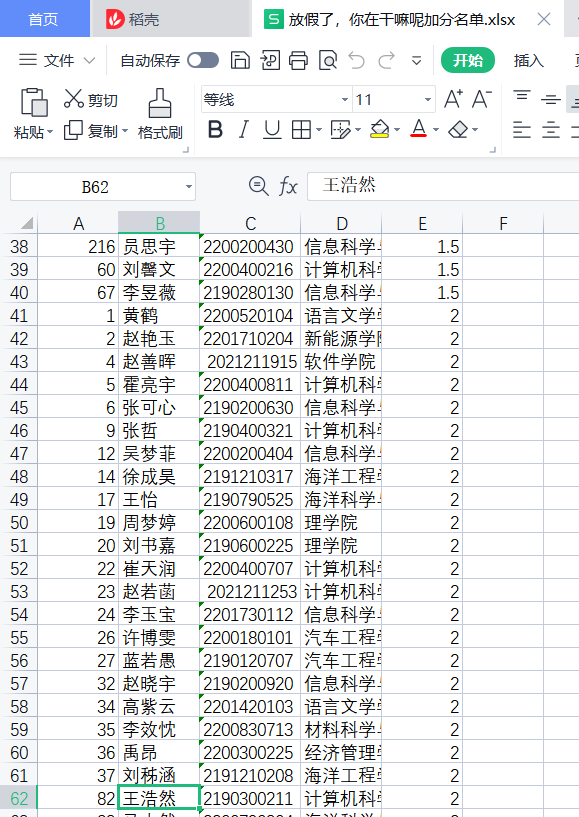 首页 稻壳 S 放假了，你在干嘛呢加分名单.xlsx
文件 自动保存 开始 插入
粘贴 剪切 复制 格式刷 等线 11 A+ A-
B I U A
B62 fx 王浩然
A B C D E F
38 216 员思宇 2200200430 信息科学 1.5
39 60 刘馨文 2200400216 计算机科学 1.5
40 67 李昱薇 2190280130 信息科学 1.5
41 1 黄鹤 2200520104 语言文学学 2
42 2 赵艳玉 2201710204 新能源学院 2
43 4 赵善晖 2021211915 软件学院 2
44 5 霍亮宇 2200400811 计算机科学 2
45 6 张可心 2190200630 信息科学 2
46 9 张哲 2190400321 计算机科学 2
47 12 吴梦菲 2200200404 信息科学 2
48 14 徐成昊 2191210317 海洋工程学 2
49 17 王怡 2190790525 海洋科学 2
50 19 周梦婷 2200600108 理学院 2
51 20 刘书嘉 2190600225 理学院 2
52 22 崔天润 2200400707 计算机科学 2
53 23 赵若菡 2021211253 计算机科学 2
54 24 李玉宝 2201730112 信息科学 2
55 26 许博雯 2200180101 汽车工程学 2
56 27 蓝若愚 2190120707 汽车工程学 2
57 32 赵晓宇 2190200920 信息科学 2
58 34 高紫云 2201420103 语言文学学 2
59 35 李效忱 2200830713 材料科学 2
60 36 禹昂 2200300225 经济管理学 2
61 37 刘秭涵 2191210208 海洋工程学 2
62 82 王浩然 2190300211 计算机科学 2